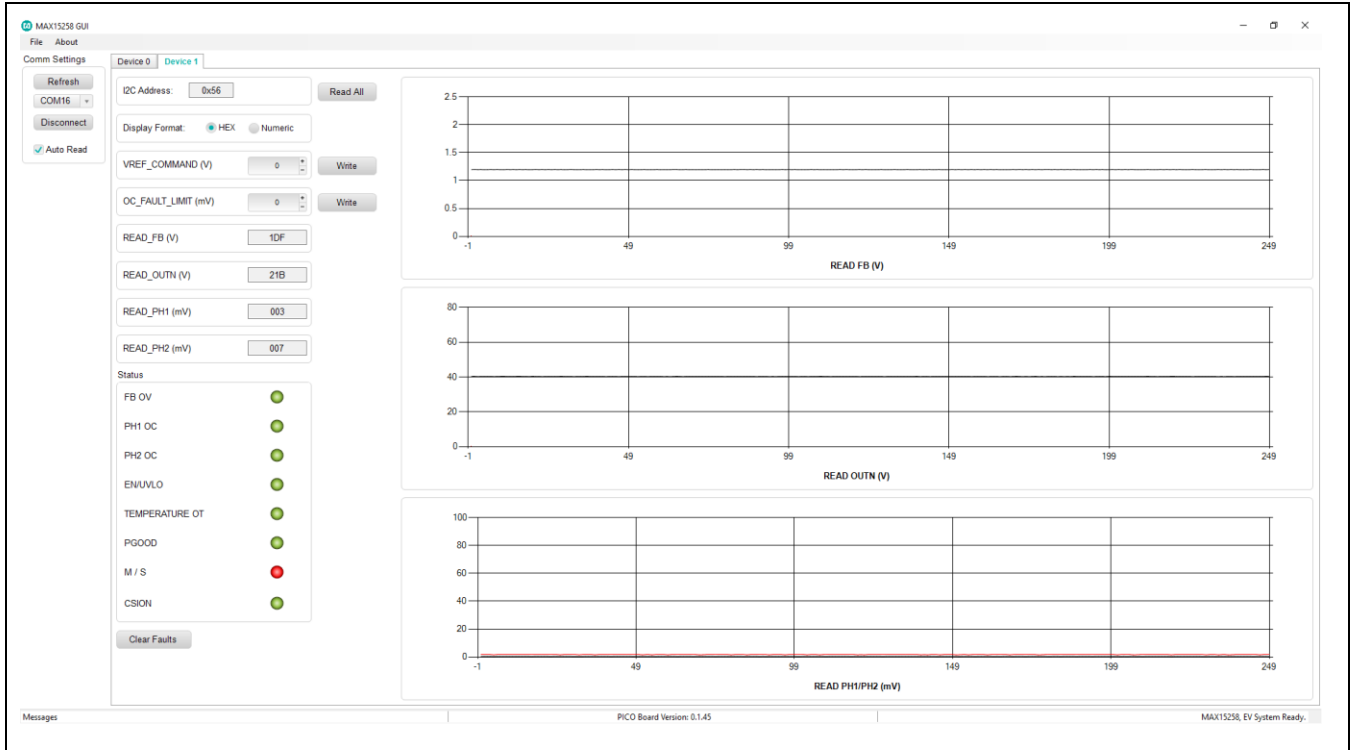 MAX15258 GUI
File About
Comm Settings
Refresh
COM16
Disconnect
Auto Read
Device 0 Device 1
I2C Address: 0x56 Read All
Display Format: HEX Numeric
VREF_COMMAND (V) 0 Write
OC_FAULT_LIMIT (mV) 0 Write
READ_FB (V) 1DF
READ_OUTN (V) 21B
READ_PH1 (mV) 003
READ_PH2 (mV) 007
Status
FB OV
PH1 OC
PH2 OC
EN/UVLO
TEMPERATURE OT
PGOOD
M / S
CSION
Clear Faults
2.5
2
1.5
1
0.5
0
-1 49 99 149 199 249
READ FB (V)
80
60
40
20
0
-1 49 99 149 199 249
READ OUTN (V)
100
80
60
40
20
0
-1 49 99 149 199 249
READ PH1/PH2 (mV)
Messages PICO Board Version: 0.1.45 MAX15258, EV System Ready.